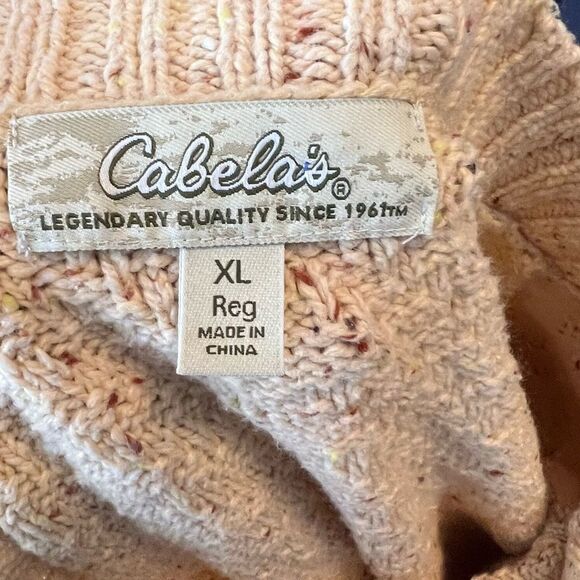 Cabela's®
LEGENDARY QUALITY SINCE 1961™
XL
Reg
MADE IN
CHINA